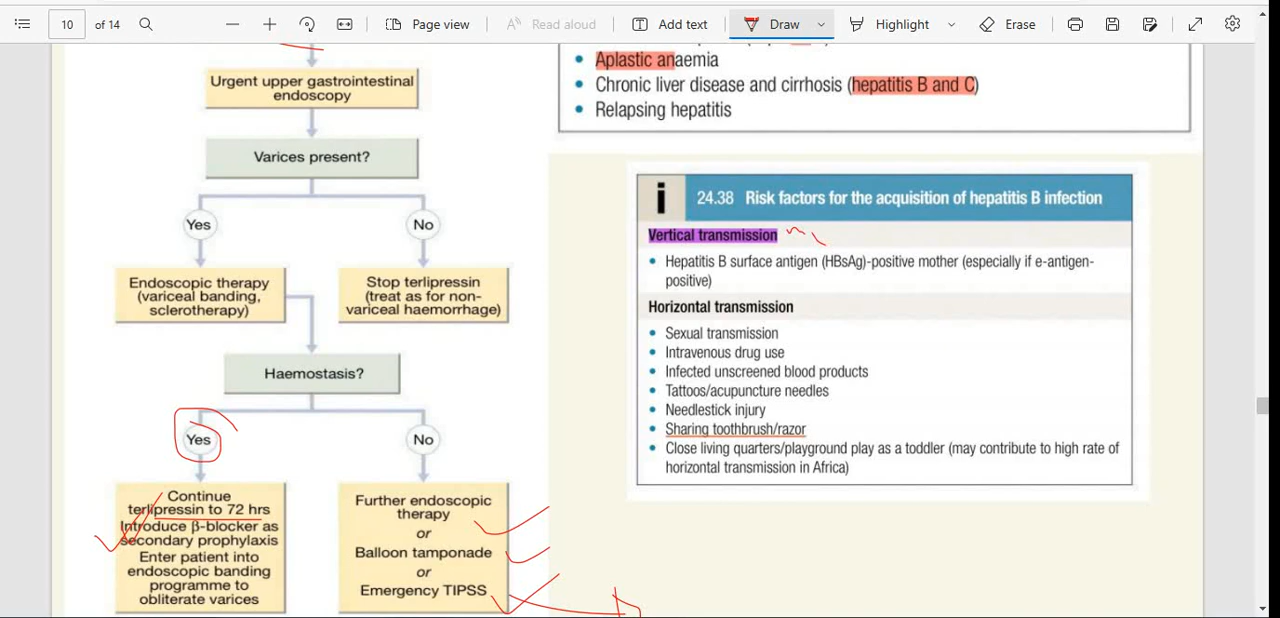 10 of 14
Page view
Read aloud
Add text
Draw
Highlight
Erase
Urgent upper gastrointestinal
endoscopy
Varices present?
Yes
No
Endoscopic therapy
(variceal banding,
sclerotherapy)
Stop terlipressin
(treat as for non-
variceal haemorrhage)
Haemostasis?
Yes
No
Continue
terlipressin to 72 hrs
Introduce β-blocker as
secondary prophylaxis
Enter patient into
endoscopic banding
programme to
obliterate varices
Further endoscopic
therapy
or
Balloon tamponade
or
Emergency TIPSS
• Aplastic anaemia
• Chronic liver disease and cirrhosis (hepatitis B and C)
• Relapsing hepatitis
i 24.38 Risk factors for the acquisition of hepatitis B infection
Vertical transmission
• Hepatitis B surface antigen (HBsAg)-positive mother (especially if e-antigen-
positive)
Horizontal transmission
• Sexual transmission
• Intravenous drug use
• Infected unscreened blood products
• Tattoos/acupuncture needles
• Needlestick injury
• Sharing toothbrush/razor
• Close living quarters/playground play as a toddler (may contribute to high rate of
horizontal transmission in Africa)